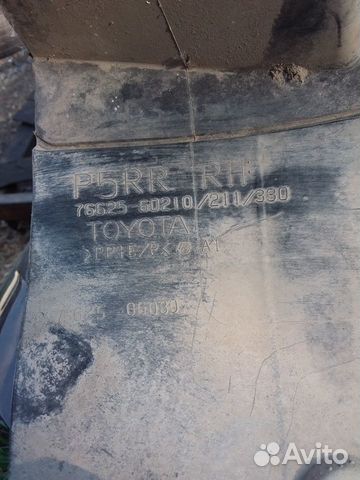 P5RR RH
76625-60210/211/330
TOYOTA
>PP+E/P< A1
06030
Avito